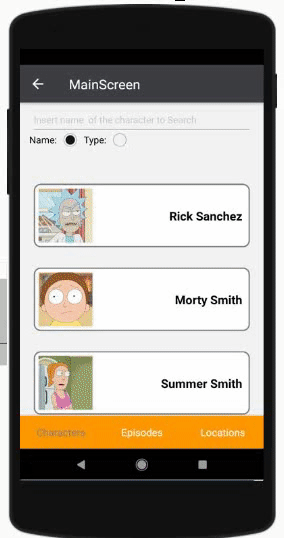 MainScreen
Insert name of the character to Search
Name: Type:
Rick Sanchez
Morty Smith
Summer Smith
Characters Episodes Locations